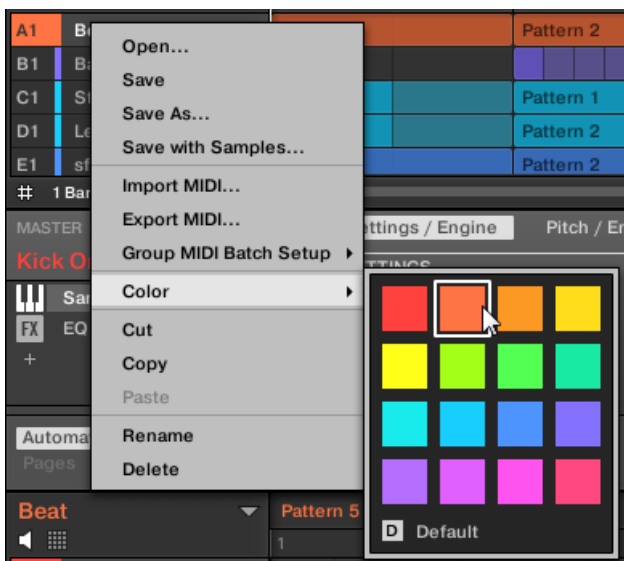 A1 Pattern 2
B1
C1 Pattern 1
D1 Pattern 2
E1 Pattern 2
Open...
Save
Save As...
Save with Samples...
Import MIDI...
Export MIDI...
Group MIDI Batch Setup
Color
Cut
Copy
Paste
Rename
Delete
1 Bar
MASTER
/ Engine Pitch /
Kick
FX EQ
+
D Default
Pages
Beat Pattern 5
1